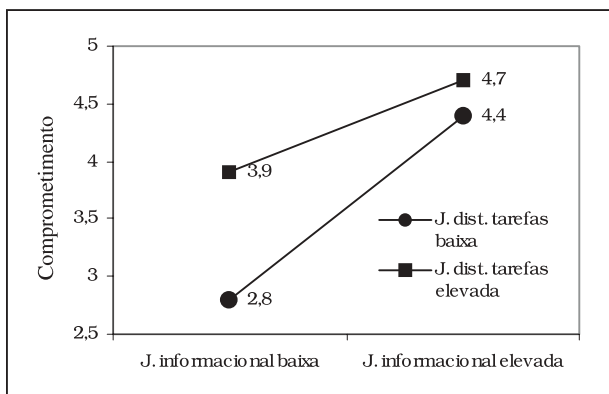 Comprometimento
5
4,5
4
3,5
3
2,5
3,9
2,8
4,7
4,4
J. dist. tarefas
baixa
J. dist. tarefas
elevada
J. informacional baixa
J. informacional elevada